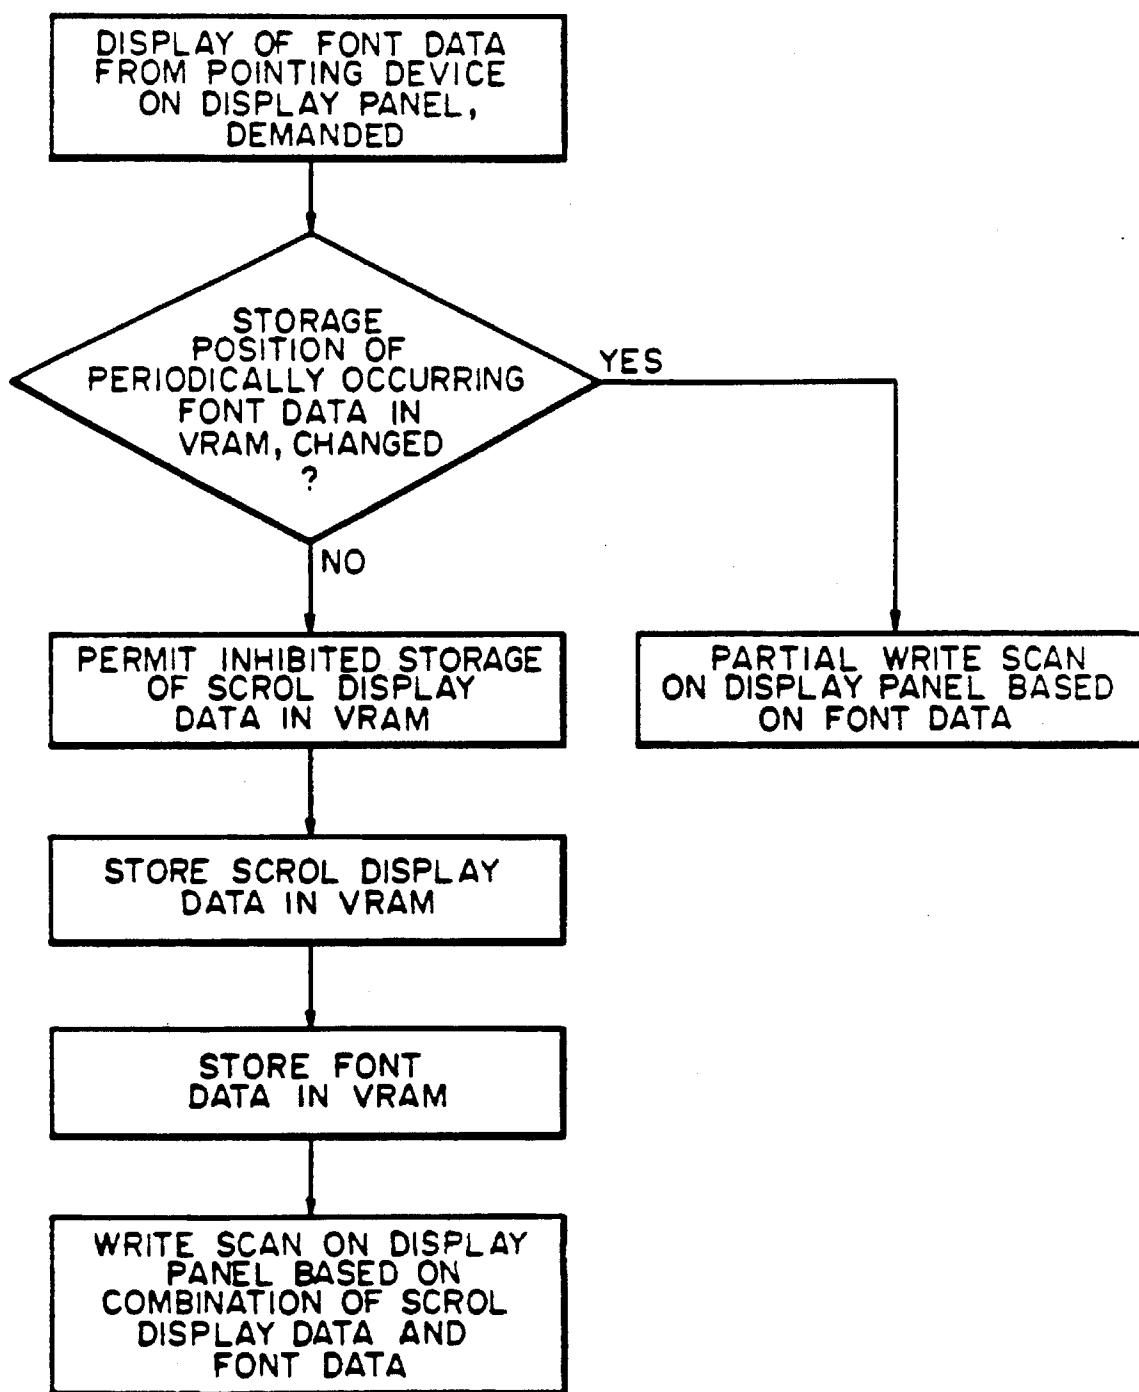 DISPLAY OF FONT DATA
FROM POINTING DEVICE
ON DISPLAY PANEL,
DEMANDED
STORAGE
POSITION OF
PERIODICALLY OCCURRING
FONT DATA IN
VRAM, CHANGED
?
YES
NO
PERMIT INHIBITED STORAGE
OF SCROL DISPLAY
DATA IN VRAM
PARTIAL WRITE SCAN
ON DISPLAY PANEL BASED
ON FONT DATA
STORE SCROL DISPLAY
DATA IN VRAM
STORE FONT
DATA IN VRAM
WRITE SCAN ON DISPLAY
PANEL BASED ON
COMBINATION OF SCROL
DISPLAY DATA AND
FONT DATA